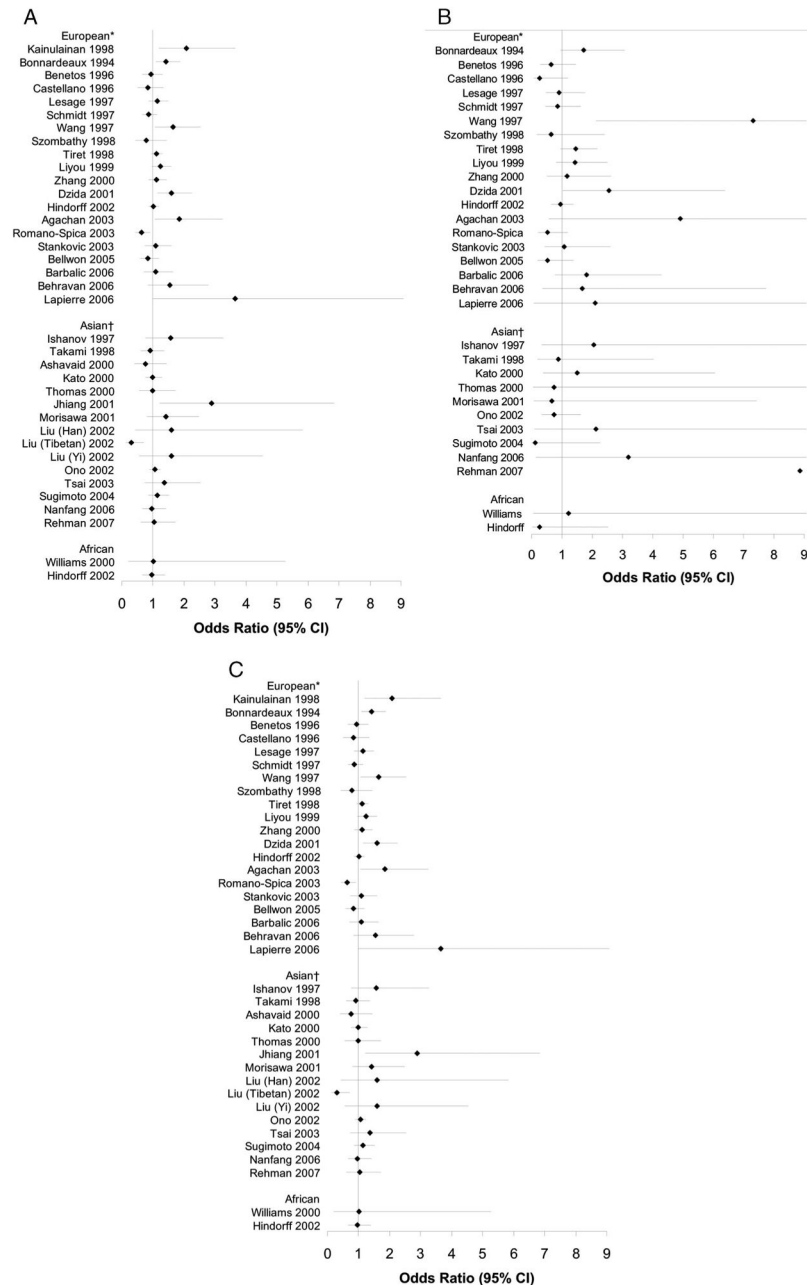 A
European*
Kainulainan 1998
Bonnardeaux 1994
Benetos 1996
Castellano 1996
Lesage 1997
Schmidt 1997
Wang 1997
Szombathy 1998
Tiret 1998
Liyou 1999
Zhang 2000
Dzida 2001
Hindorff 2002
Agachan 2003
Romano-Spica 2003
Stankovic 2003
Bellwon 2005
Barbalic 2006
Behravan 2006
Lapierre 2006
Asian†
Ishanov 1997
Takami 1998
Ashavaid 2000
Kato 2000
Thomas 2000
Jhiang 2001
Morisawa 2001
Liu (Han) 2002
Liu (Tibetan) 2002
Liu (Yi) 2002
Ono 2002
Tsai 2003
Sugimoto 2004
Nanfang 2006
Rehman 2007
African
Williams 2000
Hindorff 2002
0 1 2 3 4 5 6 7 8 9
Odds Ratio (95% CI)
B
European*
Bonnardeaux 1994
Benetos 1996
Castellano 1996
Lesage 1997
Schmidt 1997
Wang 1997
Szombathy 1998
Tiret 1998
Liyou 1999
Zhang 2000
Dzida 2001
Hindorff 2002
Agachan 2003
Romano-Spica
Stankovic 2003
Bellwon 2005
Barbalic 2006
Behravan 2006
Lapierre 2006
Asian†
Ishanov 1997
Takami 1998
Kato 2000
Thomas 2000
Morisawa 2001
Ono 2002
Tsai 2003
Sugimoto 2004
Nanfang 2006
Rehman 2007
African
Williams
Hindorff
0 1 2 3 4 5 6 7 8 9
Odds Ratio (95% CI)
C
European*
Kainulainan 1998
Bonnardeaux 1994
Benetos 1996
Castellano 1996
Lesage 1997
Schmidt 1997
Wang 1997
Szombathy 1998
Tiret 1998
Liyou 1999
Zhang 2000
Dzida 2001
Hindorff 2002
Agachan 2003
Romano-Spica 2003
Stankovic 2003
Bellwon 2005
Barbalic 2006
Behravan 2006
Lapierre 2006
Asian†
Ishanov 1997
Takami 1998
Ashavaid 2000
Kato 2000
Thomas 2000
Jhiang 2001
Morisawa 2001
Liu (Han) 2002
Liu (Tibetan) 2002
Liu (Yi) 2002
Ono 2002
Tsai 2003
Sugimoto 2004
Nanfang 2006
Rehman 2007
African
Williams 2000
Hindorff 2002
0 1 2 3 4 5 6 7 8 9
Odds Ratio (95% CI)